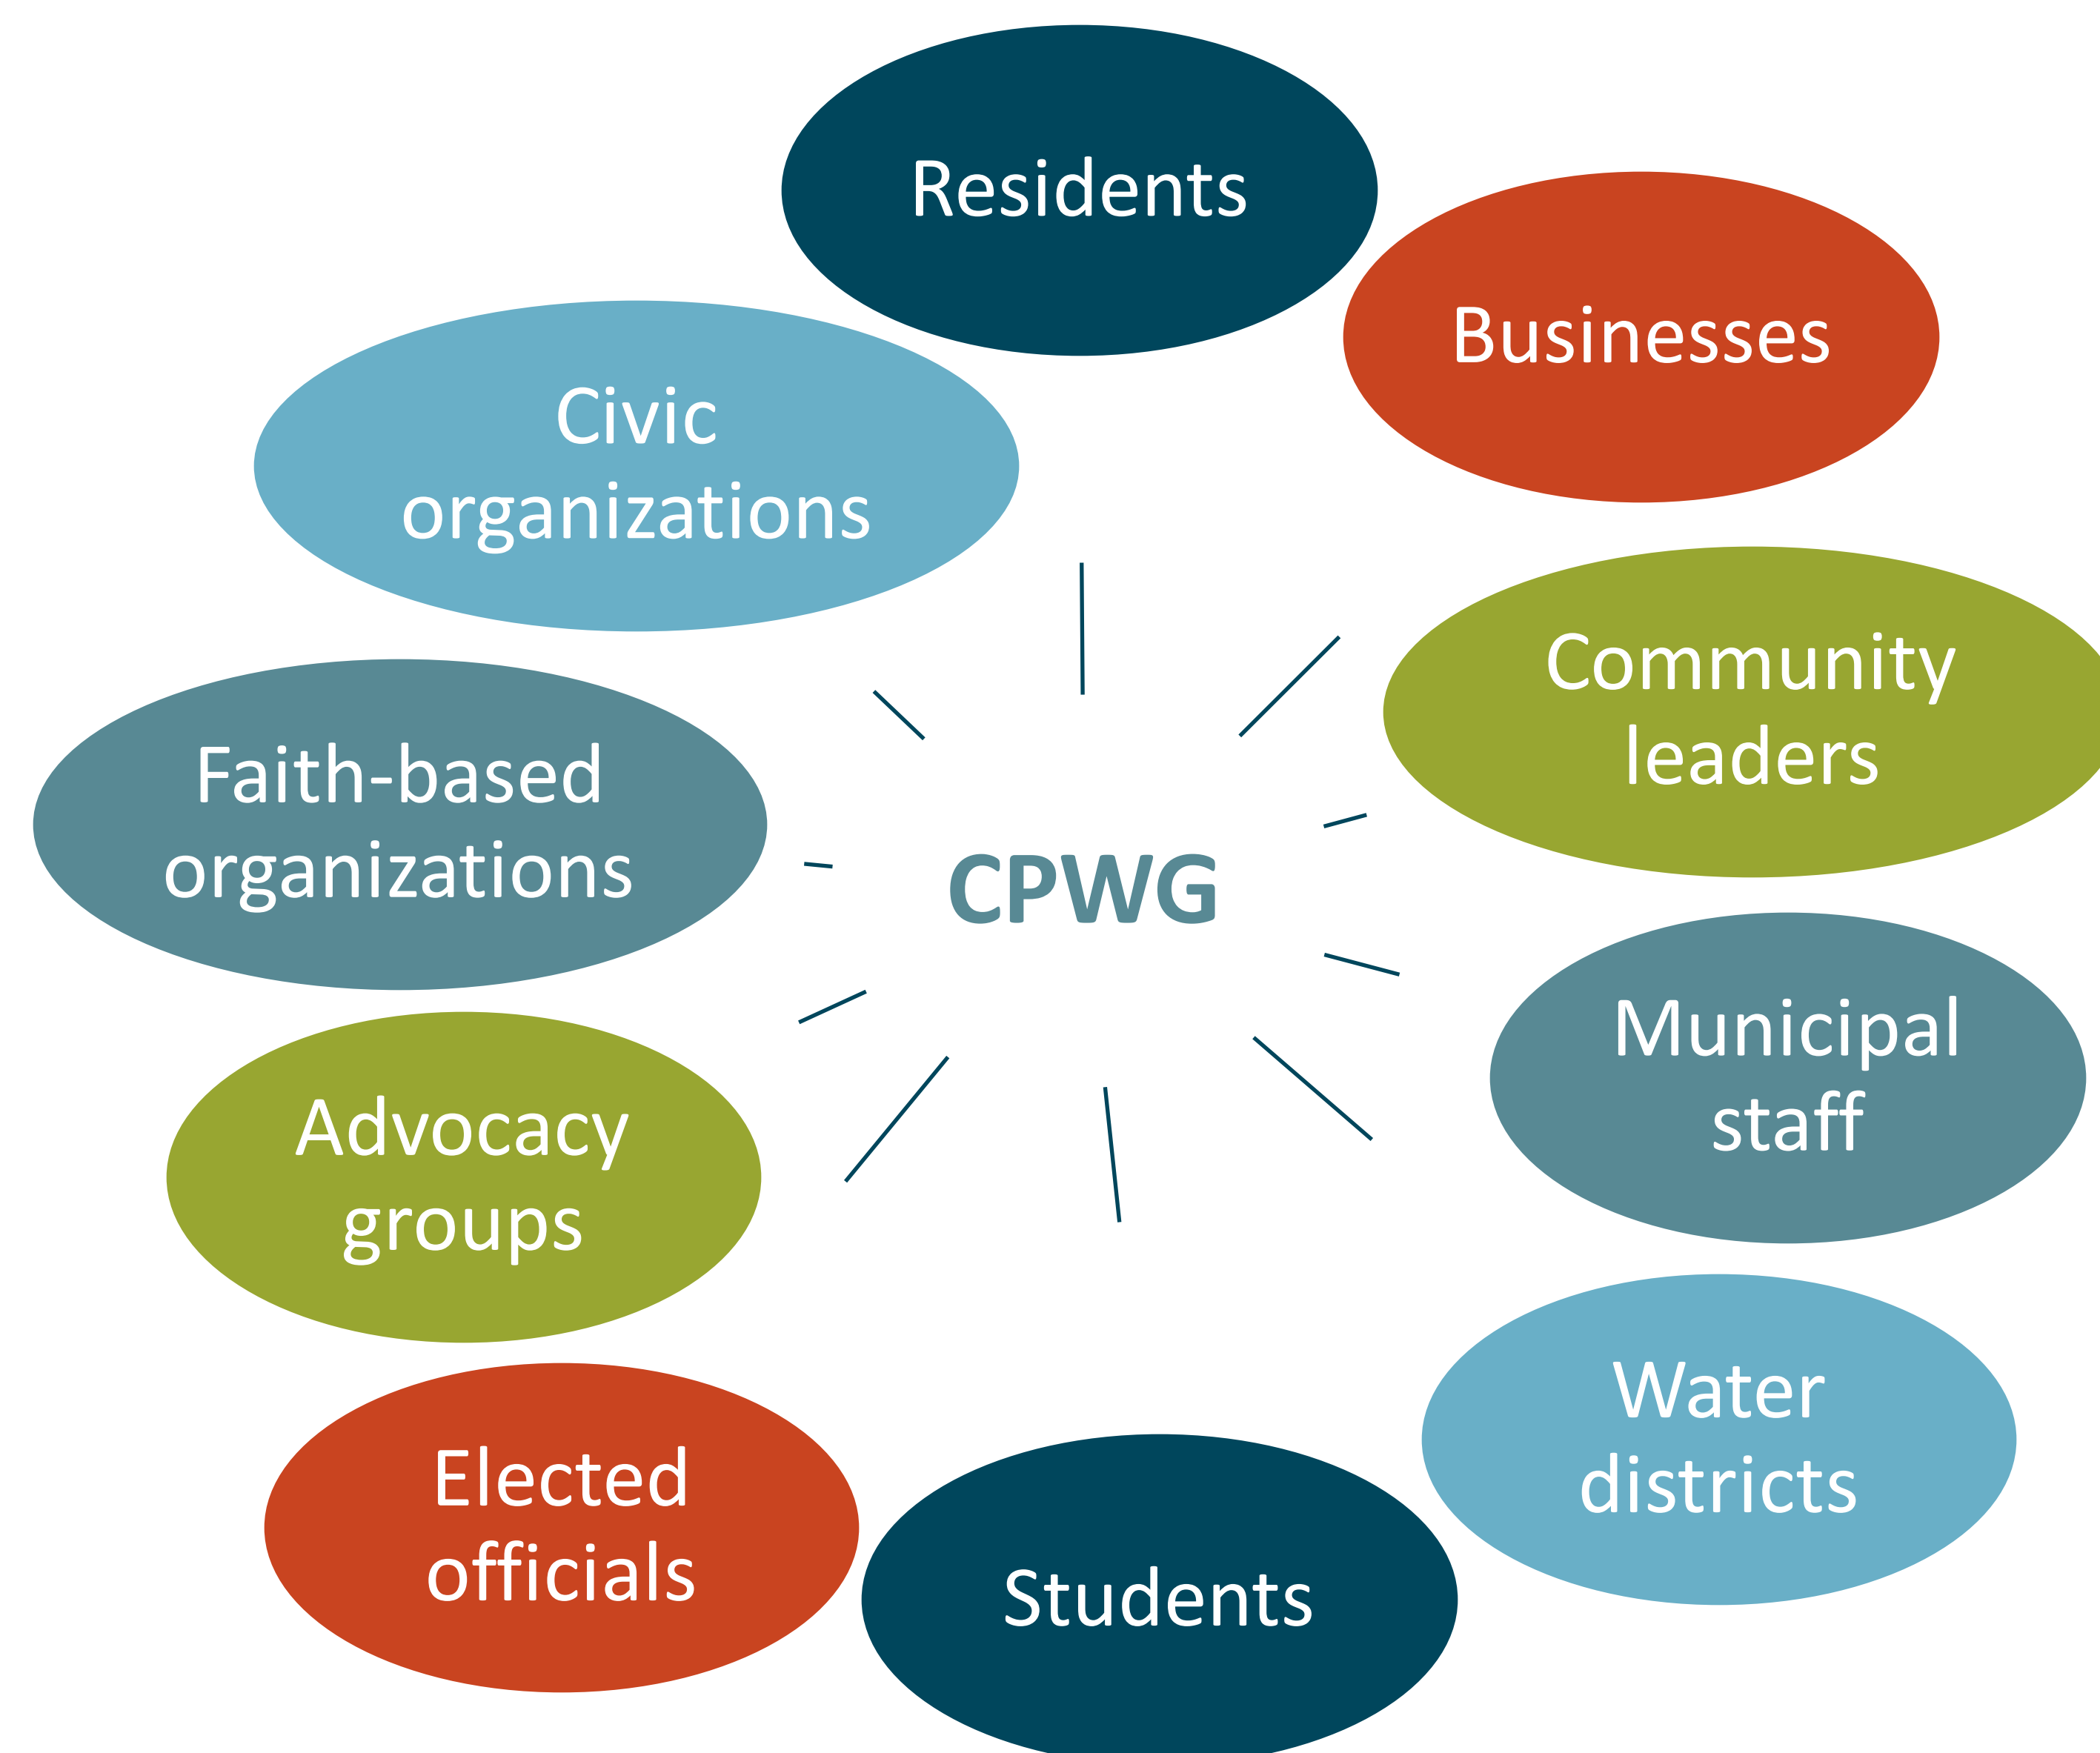 Residents
Businesses
Civic
organizations
Community
leaders
Faith-based
organizations
CPWG
Municipal
staff
Advocacy
groups
Water
districts
Elected
officials
Students